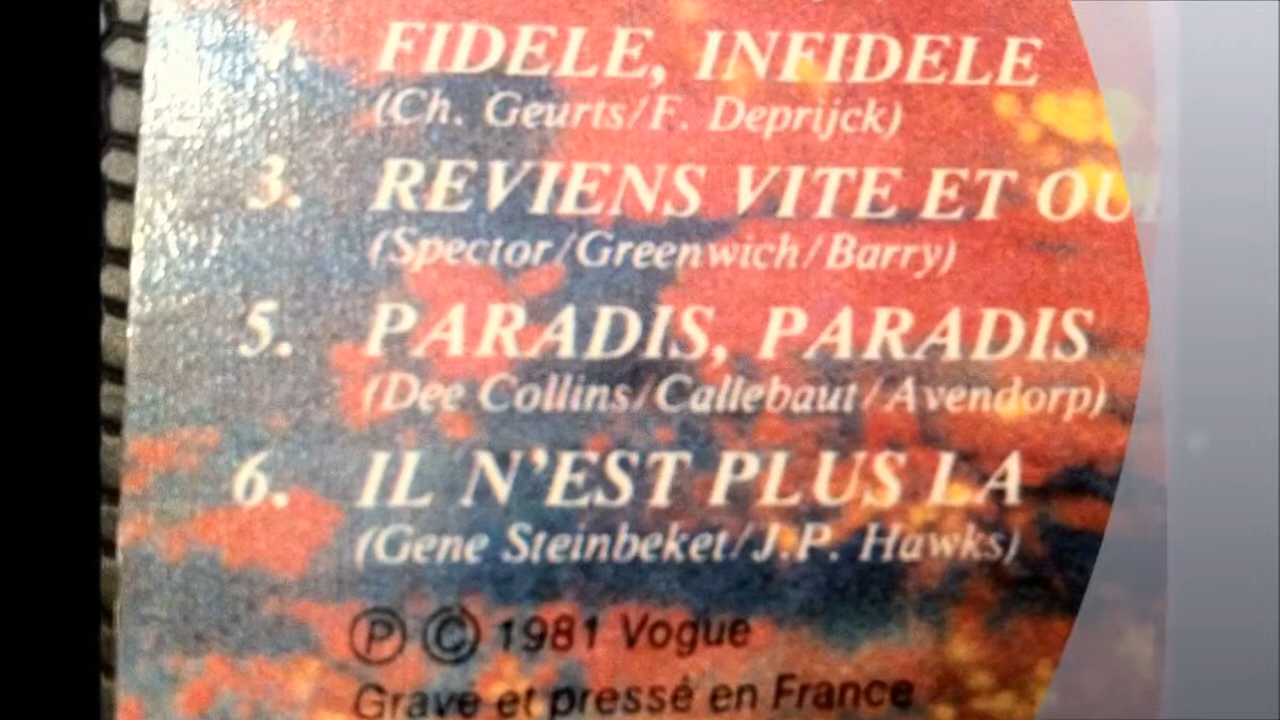 4. FIDELE, INFIDELE
(Ch. Geurts/F. Deprijck)
3. REVIENS VITE ET
(Spector/Greenwich/Barry)
5. PARADIS, PARADIS
(Dee Collins/Callebaut/Avendorp)
6. IL N'EST PLUS LA
(Gene Steinbeket/J.P. Hawks)
Ⓟ © 1981 Vogue
Gravé et pressé en France